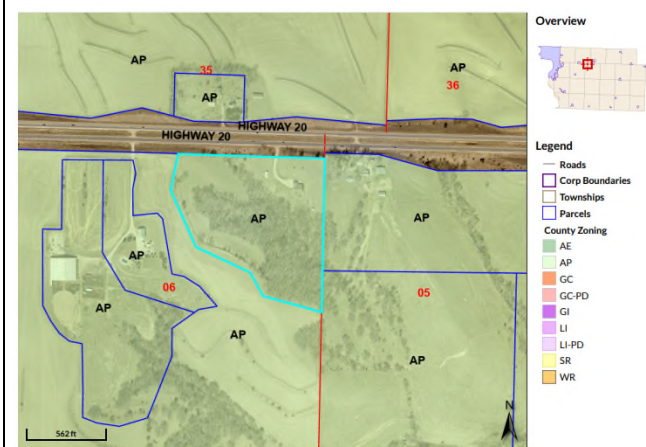 AP
35
AP
AP
36
HIGHWAY 20
HIGHWAY 20
AP
AP
AP
06
05
AP
AP
AP
562 ft
N
Overview
Legend
Roads
Corp Boundaries
Townships
Parcels
County Zoning
AE
AP
GC
GC-PD
GI
LI
LI-PD
SR
WR